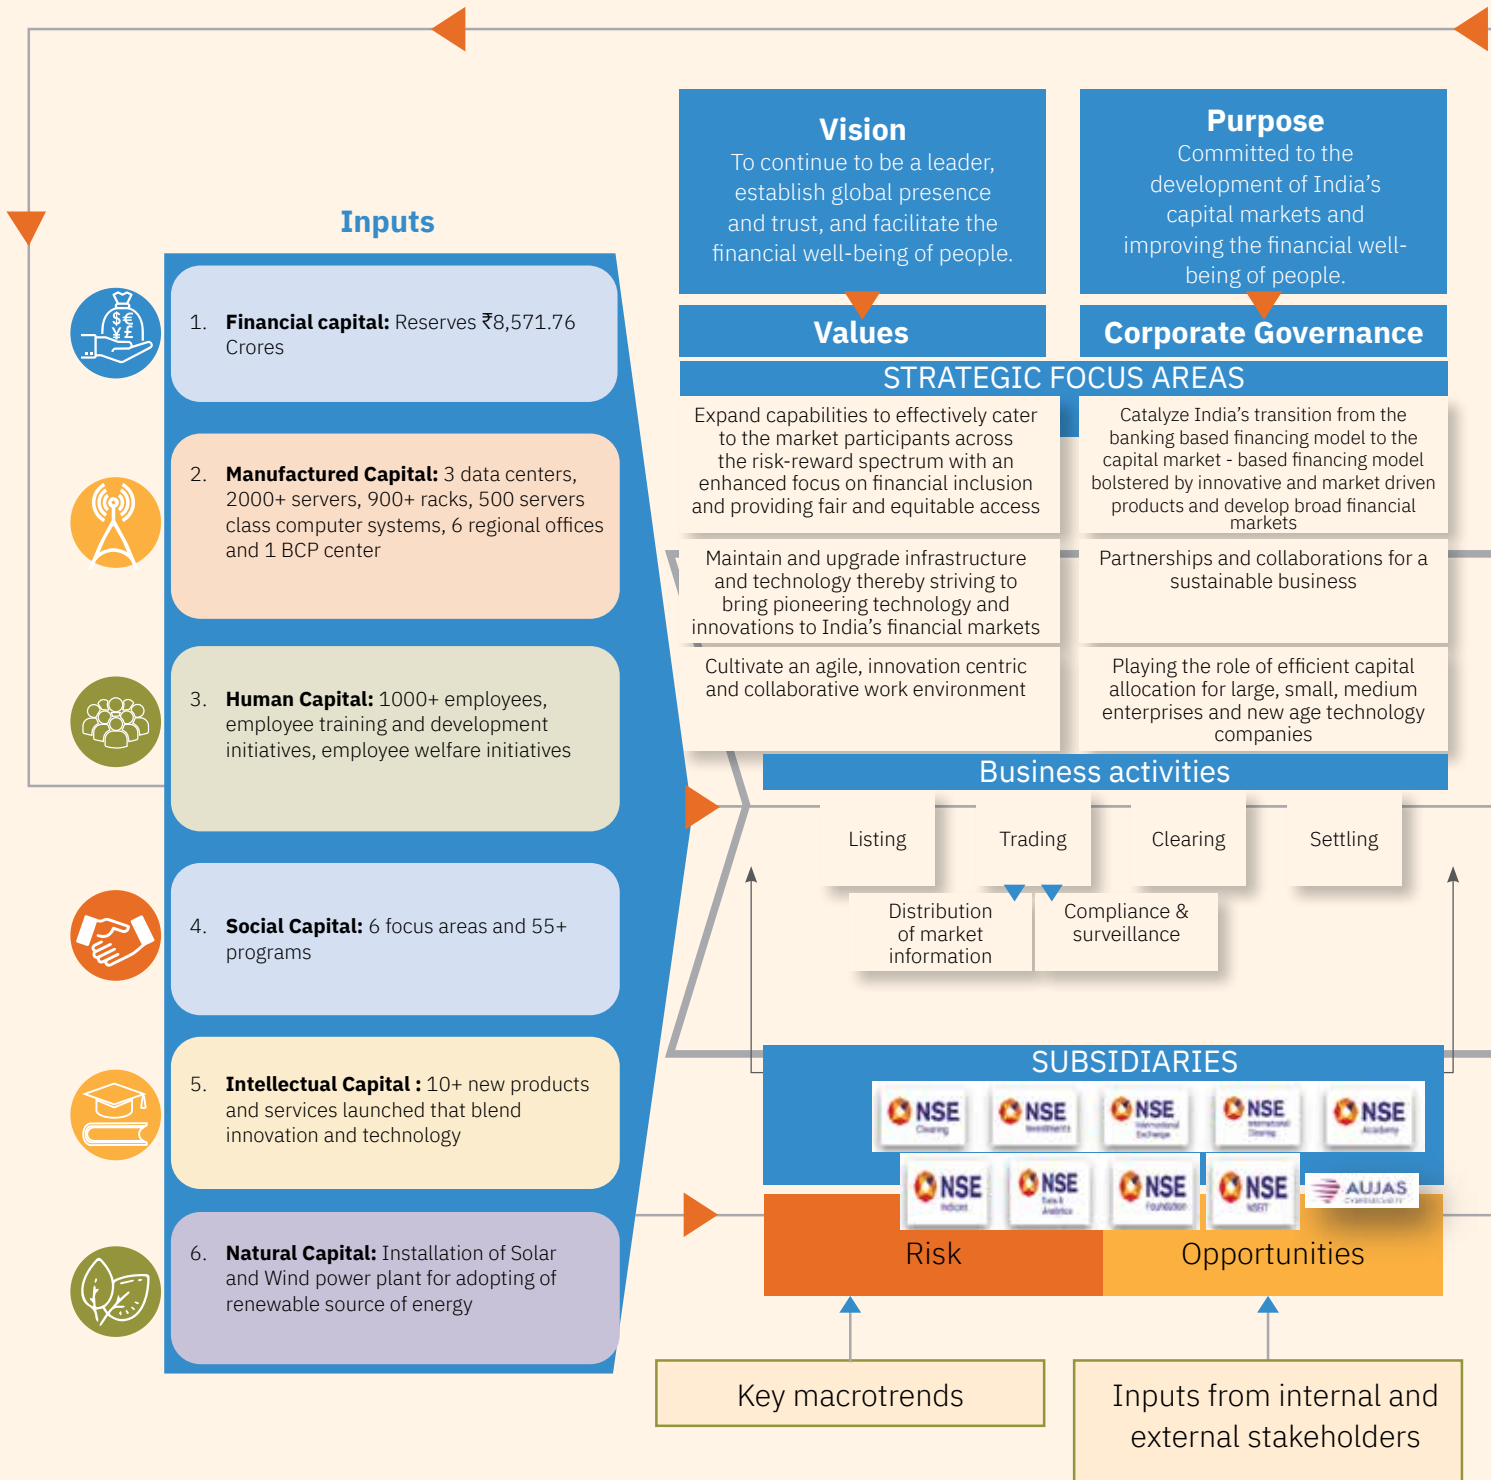 Inputs
1. Financial capital: Reserves ₹8,571.76
Crores
2. Manufactured Capital: 3 data centers,
2000+ servers, 900+ racks, 500 servers
class computer systems, 6 regional offices
and 1 BCP center
3. Human Capital: 1000+ employees,
employee training and development
initiatives, employee welfare initiatives
4. Social Capital: 6 focus areas and 55+
programs
5. Intellectual Capital : 10+ new products
and services launched that blend
innovation and technology
6. Natural Capital: Installation of Solar
and Wind power plant for adopting of
renewable source of energy
Vision
To continue to be a leader,
establish global presence
and trust, and facilitate the
financial well-being of people.
Purpose
Committed to the
development of India’s
capital markets and
improving the financial well-
being of people.
Values
Corporate Governance
STRATEGIC FOCUS AREAS
Expand capabilities to effectively cater
to the market participants across
the risk-reward spectrum with an
enhanced focus on financial inclusion
and providing fair and equitable access
Catalyze India’s transition from the
banking based financing model to the
capital market - based financing model
bolstered by innovative and market driven
products and develop broad financial
markets
Maintain and upgrade infrastructure
and technology thereby striving to
bring pioneering technology and
innovations to India’s financial markets
Partnerships and collaborations for a
sustainable business
Cultivate an agile, innovation centric
and collaborative work environment
Playing the role of efficient capital
allocation for large, small, medium
enterprises and new age technology
companies
Business activities
Listing
Trading
Clearing
Settling
Distribution
of market
information
Compliance &
surveillance
SUBSIDIARIES
NSE
Clearing
NSE
Investments
NSE
International
Exchange
NSE
International
Clearing
NSE
Academy
NSE
Indices
NSE
Data &
Analytics
NSE
Foundation
NSE
NSEIT
AUJAS
CYBERSECURITY
Risk
Opportunities
Key macrotrends
Inputs from internal and
external stakeholders